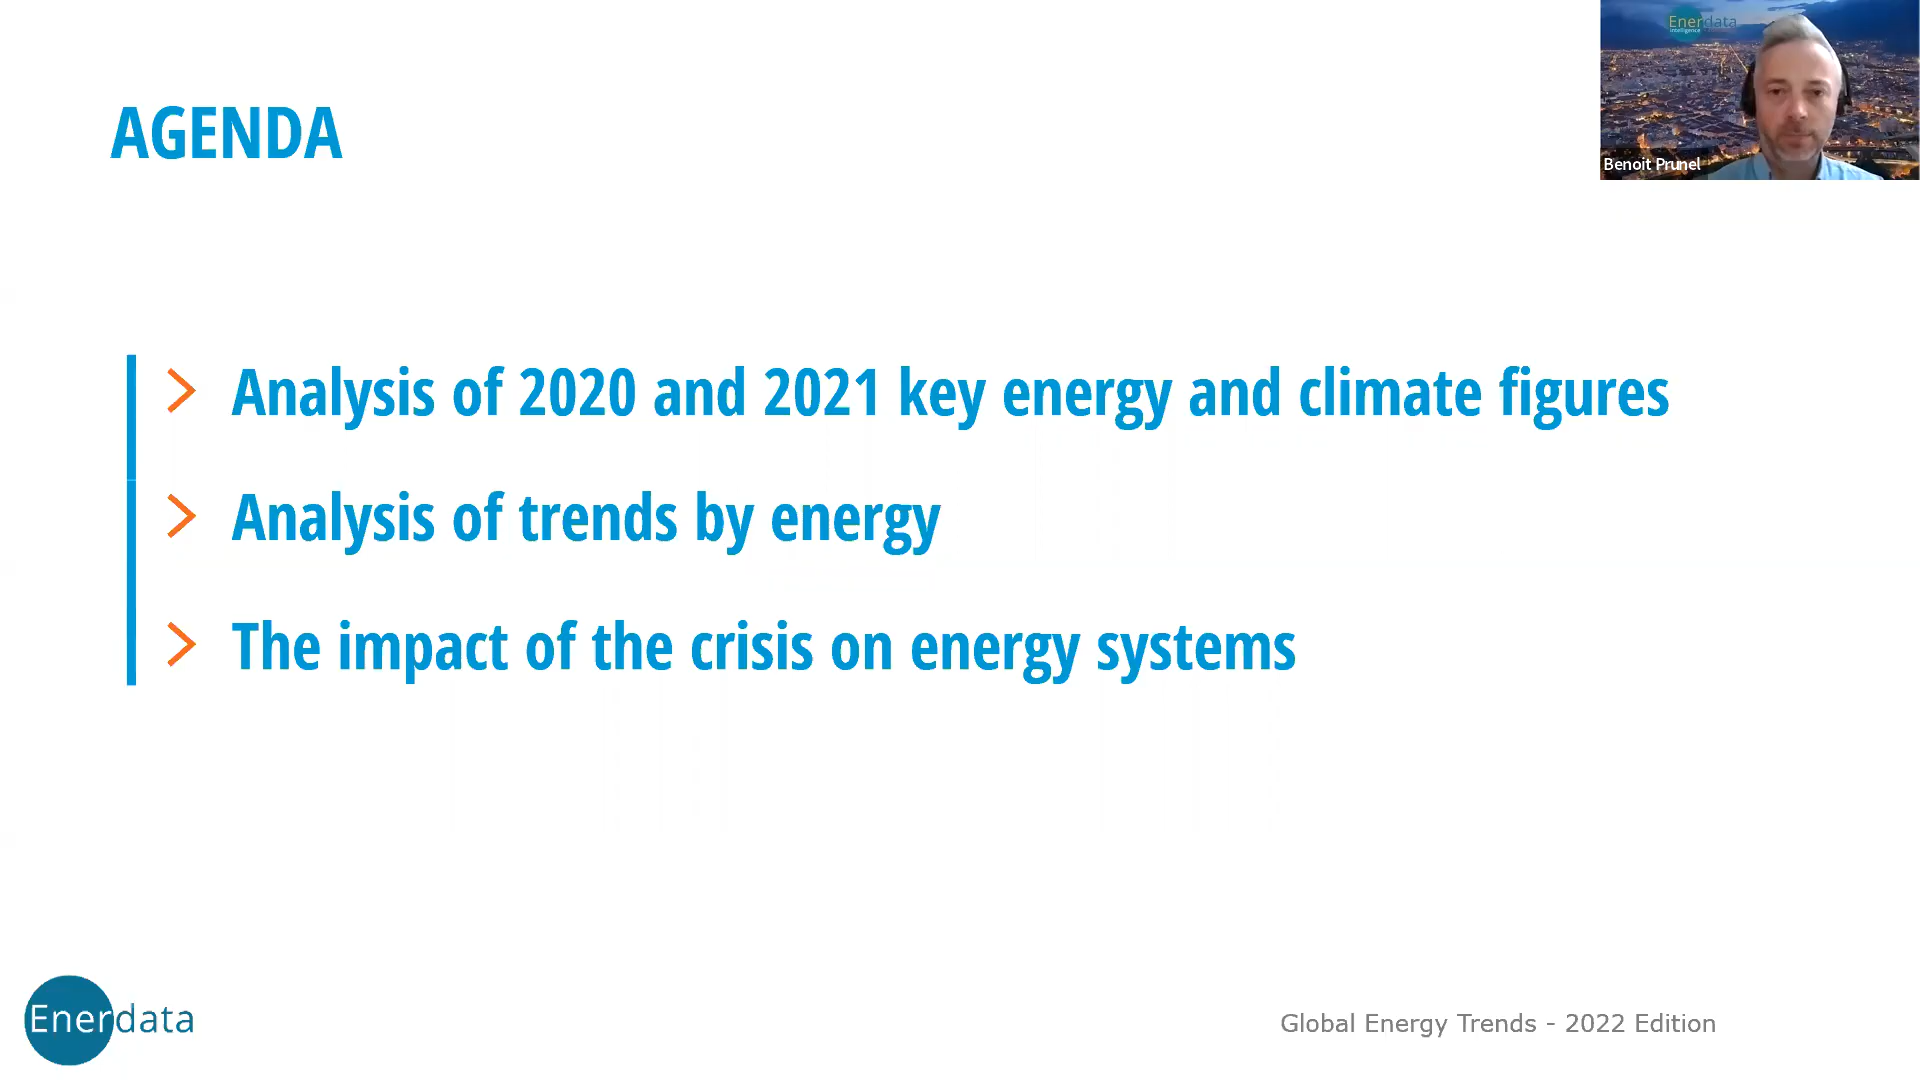 Enerdata
intelligence
Benoit Prunel
AGENDA
Analysis of 2020 and 2021 key energy and climate figures
Analysis of trends by energy
The impact of the crisis on energy systems
Enerdata
Global Energy Trends - 2022 Edition